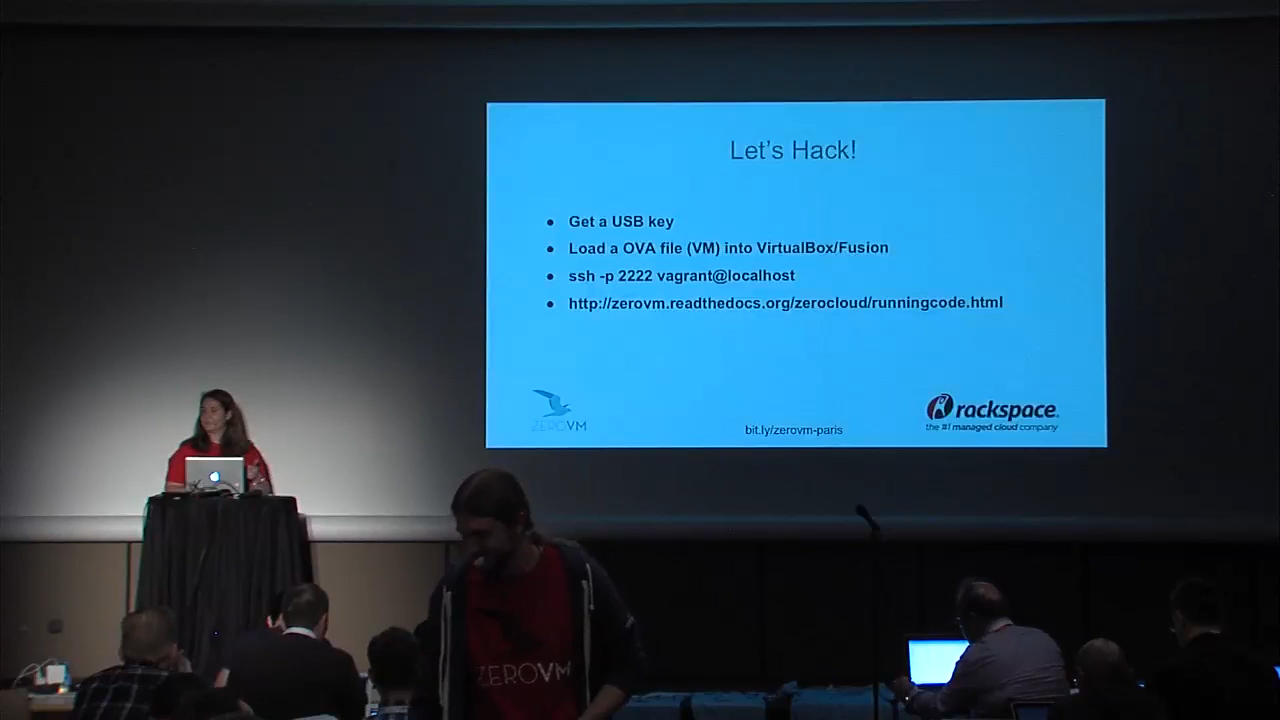 Let's Hack!
● Get a USB key
● Load a OVA file (VM) into VirtualBox/Fusion
● ssh -p 2222 vagrant@localhost
● http://zerovm.readthedocs.org/zerocloud/runningcode.html
ZEROVM
bit.ly/zerovm-paris
rackspace.
the #1 managed cloud company
ZEROVM